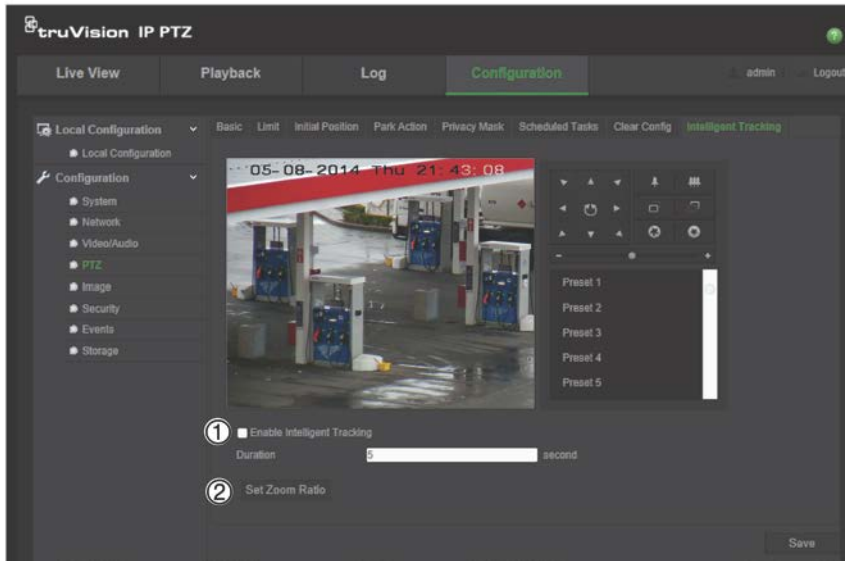 truVision IP PTZ
?
Live View Playback Log Configuration admin Logout
Local Configuration
Basic Limit Initial Position Park Action Privacy Mask Scheduled Tasks Clear Config Intelligent Tracking
Local Configuration
Configuration
System
Network
Video/Audio
PTZ
Image
Security
Events
Storage
05-08-2014 Thu 21:43:08
Preset 1
Preset 2
Preset 3
Preset 4
Preset 5
1 Enable Intelligent Tracking
Duration 5 second
2 Set Zoom Ratio
Save